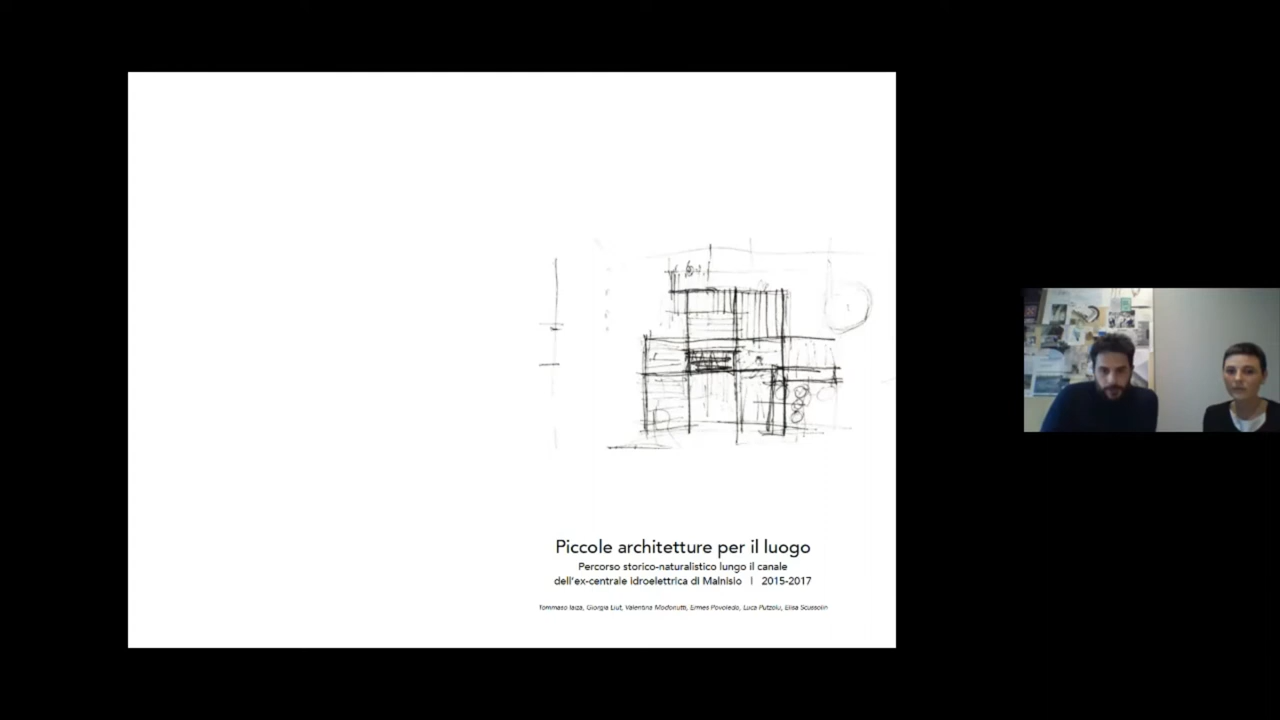 Piccole architetture per il luogo
Percorso storico-naturalistico lungo il canale
dell'ex-centrale Idroelettrica di Malnisio | 2015-2017
Tommaso Iaiza, Giorgia Liut, Valentina Modonutti, Ermes Povoledo, Luca Putzolu, Elisa Scussolin